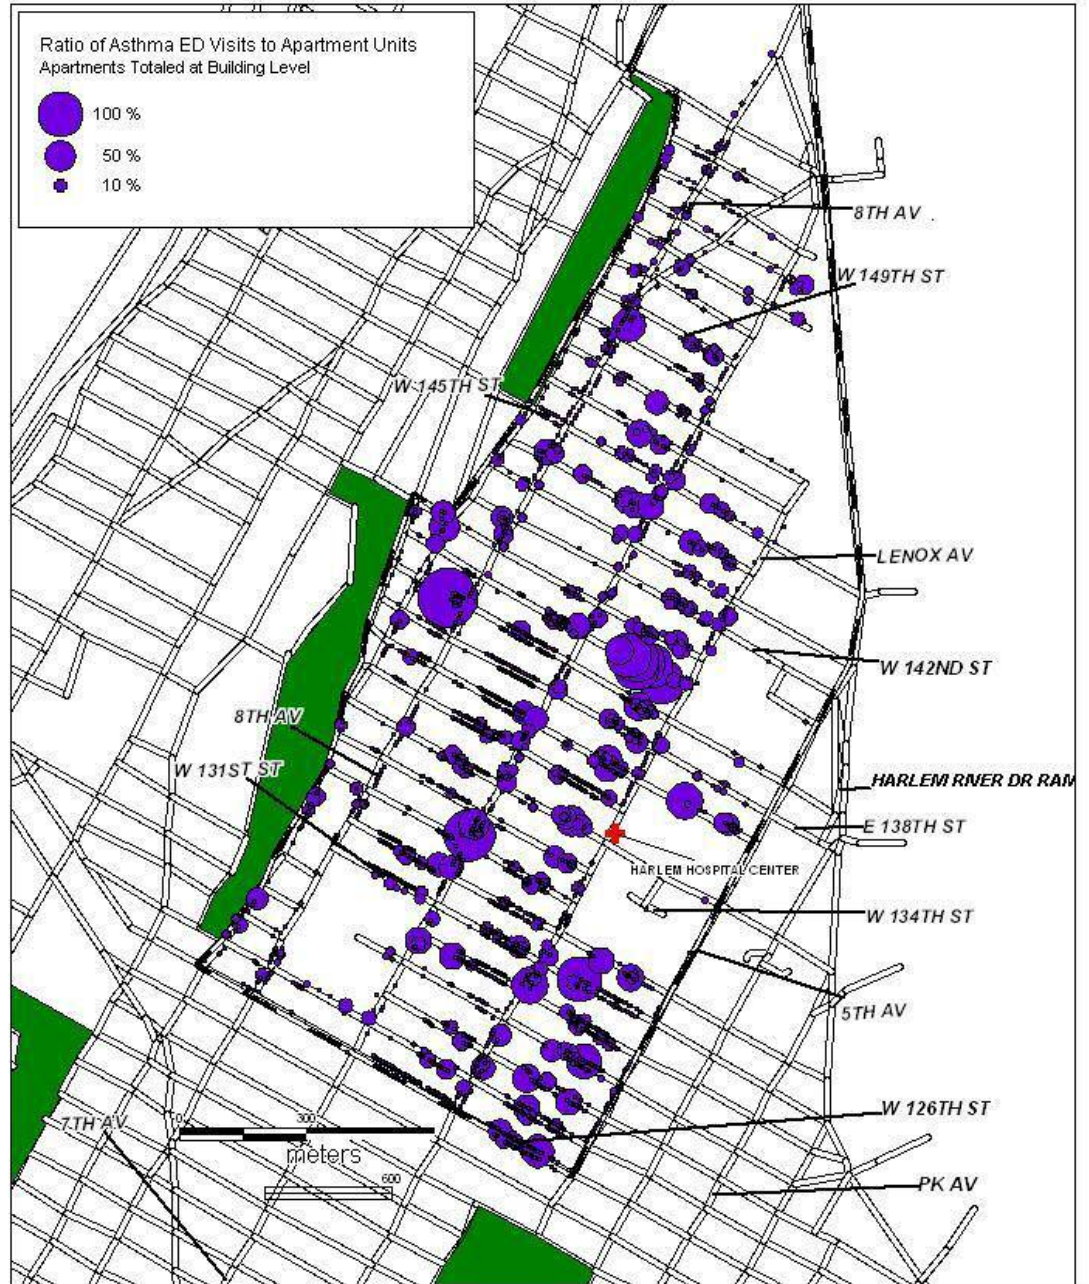 Ratio of Asthma ED Visits to Apartment Units
Apartments Totaled at Building Level
100 %
50 %
10 %
8TH AV
W 149TH ST
W 145TH ST
LENOX AV
W 142ND ST
8TH AV
W 131ST ST
HARLEM RIVER DR RAM
E 138TH ST
HARLEM HOSPITAL CENTER
W 134TH ST
5TH AV
W 126TH ST
7TH AV
0
300
meters
600
PK AV